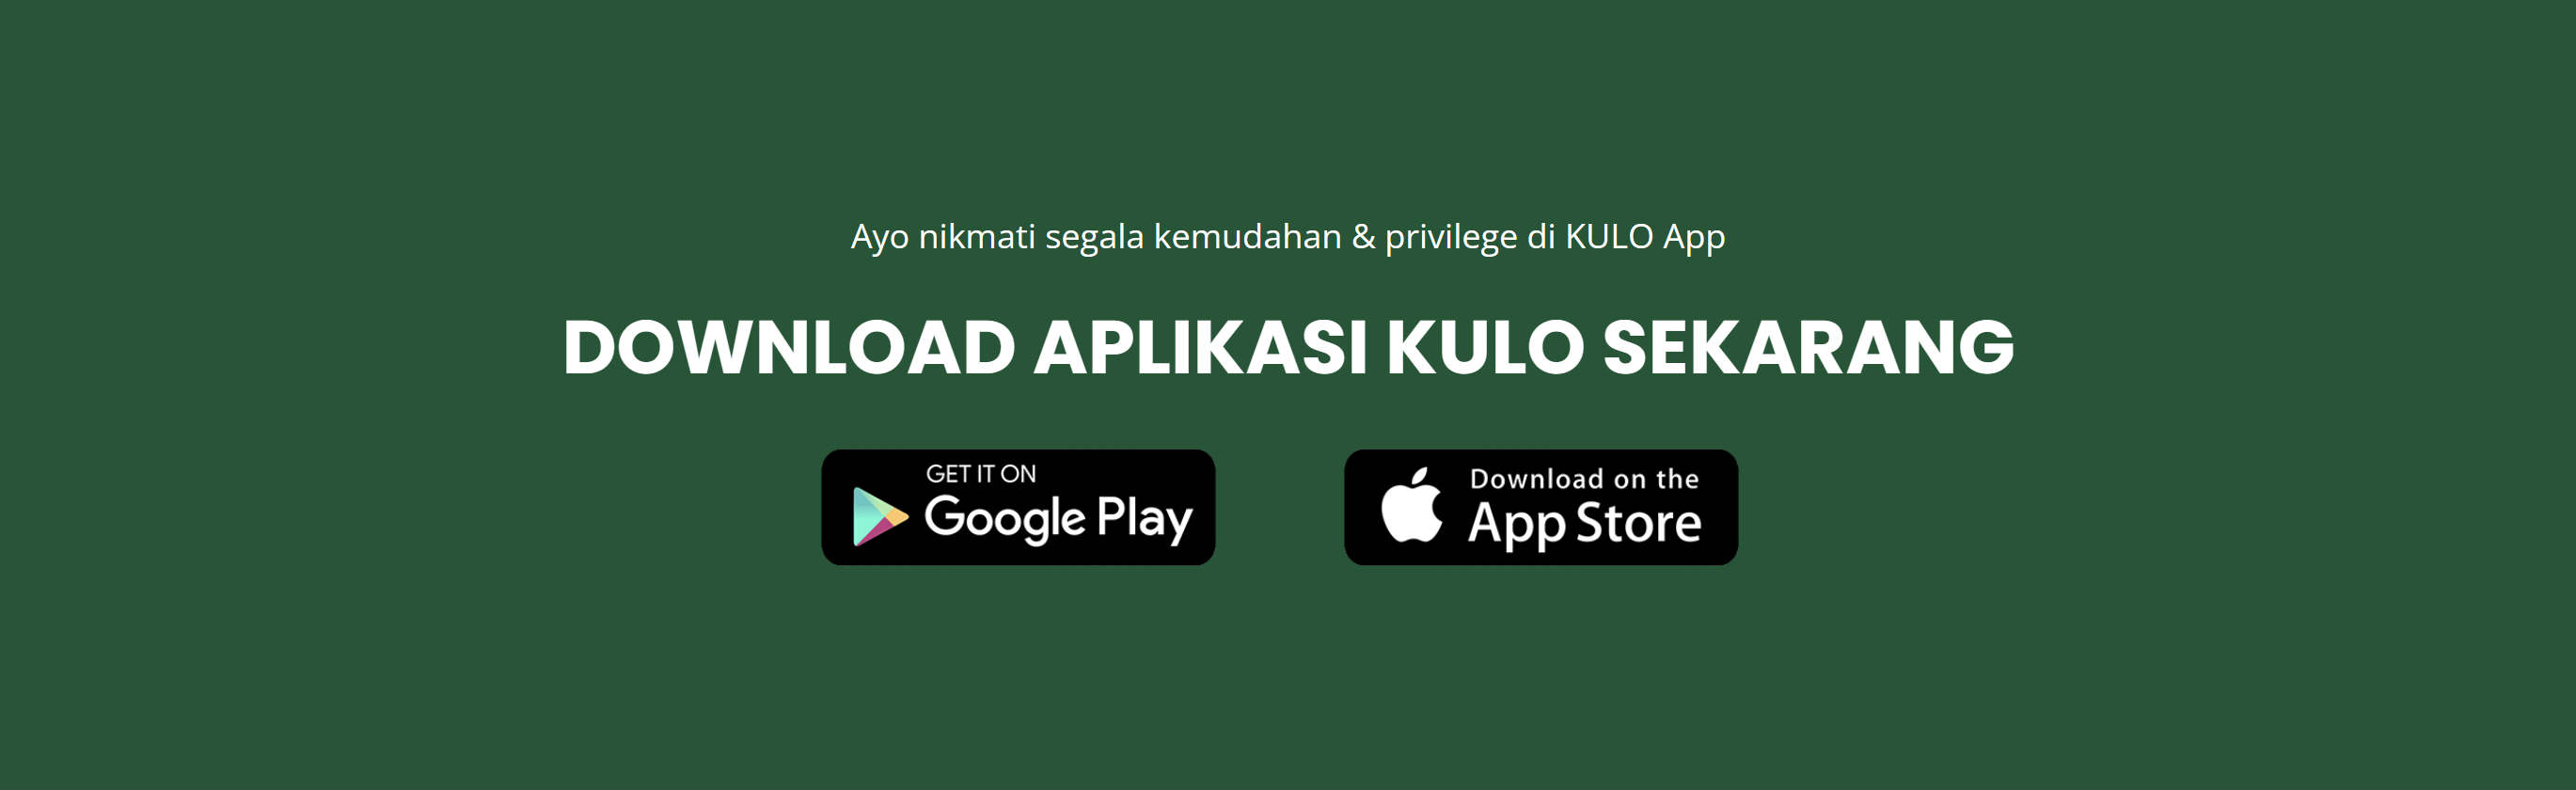 Ayo nikmati segala kemudahan & privilege di KULO App
DOWNLOAD APLIKASI KULO SEKARANG
GET IT ON
Google Play
Download on the
App Store